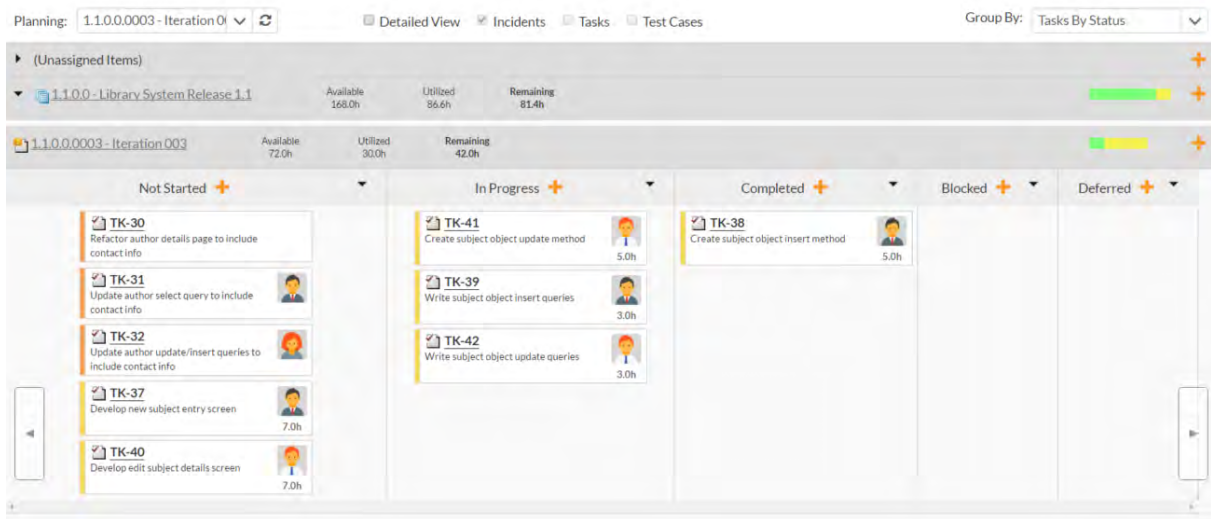 Planning: 1.1.0.0.0003 - Iteration 0 Detailed View Incidents Tasks Test Cases Group By: Tasks By Status
(Unassigned Items)
1.1.0.0 - Library System Release 1.1 Available 168.0h Utilized 86.6h Remaining 81.4h
1.1.0.0.0003 - Iteration 003 Available 72.0h Utilized 30.0h Remaining 42.0h
Not Started In Progress Completed Blocked Deferred
TK-30
Refactor author details page to include
contact info
TK-31
Update author select query to include
contact info
TK-32
Update author update/insert queries to
include contact info
TK-37
Develop new subject entry screen
7.0h
TK-40
Develop edit subject details screen
7.0h
TK-41
Create subject object update method
5.0h
TK-39
Write subject object insert queries
3.0h
TK-42
Write subject object update queries
3.0h
TK-38
Create subject object insert method
5.0h